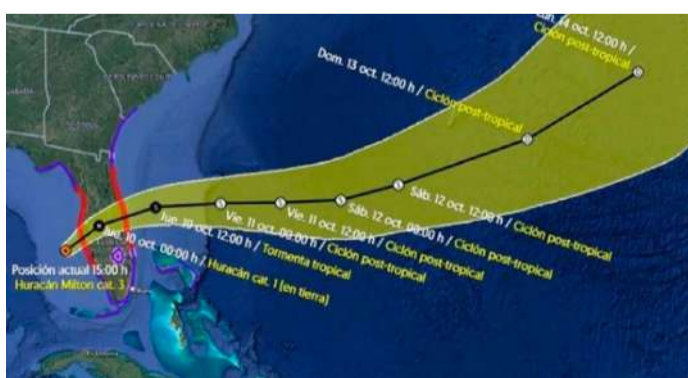 Lun. 14 oct. 12:00 h /
Ciclón post-tropical
Dom. 13 oct. 12:00 h / Ciclón post-tropical
Sáb. 12 oct. 12:00 h / Ciclón post-tropical
Sáb. 12 oct. 00:00 h / Ciclón post-tropical
Vie. 11 oct. 12:00 h / Ciclón post-tropical
Vie. 11 oct. 00:00 h / Ciclón post-tropical
Jue. 10 oct. 12:00 h / Tormenta tropical
Jue. 10 oct. 00:00 h / Huracán cat. 1 [en tierra]
Posición actual 15:00 h
Huracán Milton cat. 3